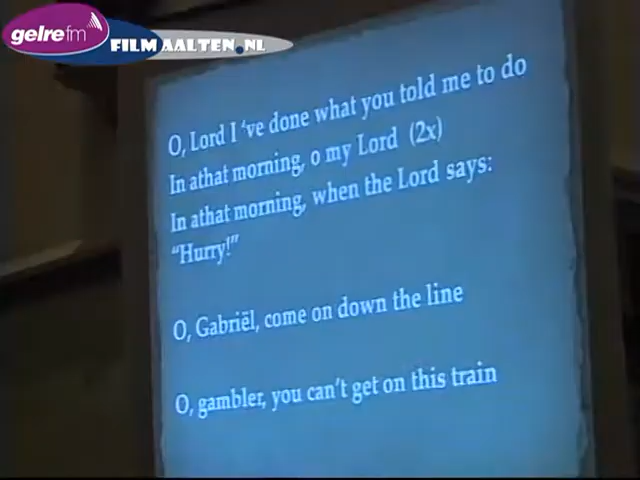 gelre fm
FILMAALTEN.NL
O, Lord I 've done what you told me to do
In athat morning, o my Lord (2x)
In athat morning, when the Lord says:
“Hurry!”
O, Gabriël, come on down the line
O, gambler, you can't get on this train